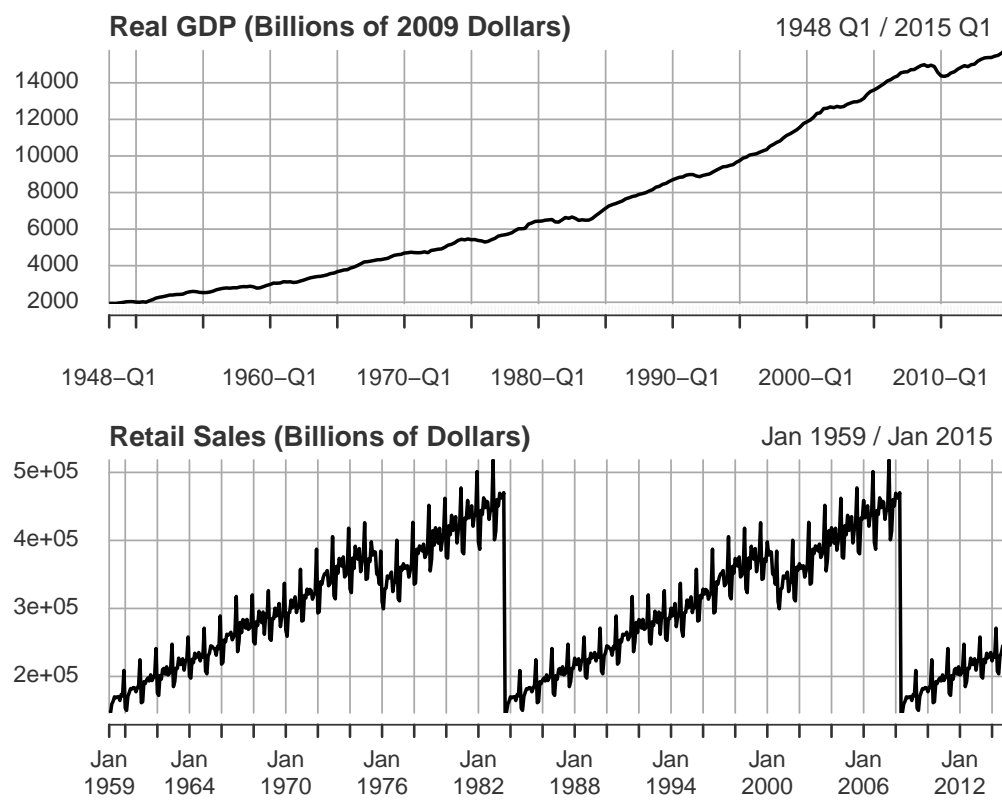 Real GDP (Billions of 2009 Dollars) 1948 Q1 / 2015 Q1
14000
12000
10000
8000
6000
4000
2000
1948–Q1 1960–Q1 1970–Q1 1980–Q1 1990–Q1 2000–Q1 2010–Q1
Retail Sales (Billions of Dollars) Jan 1959 / Jan 2015
5e+05
4e+05
3e+05
2e+05
Jan Jan Jan Jan Jan Jan Jan Jan Jan Jan
1959 1964 1970 1976 1982 1988 1994 2000 2006 2012